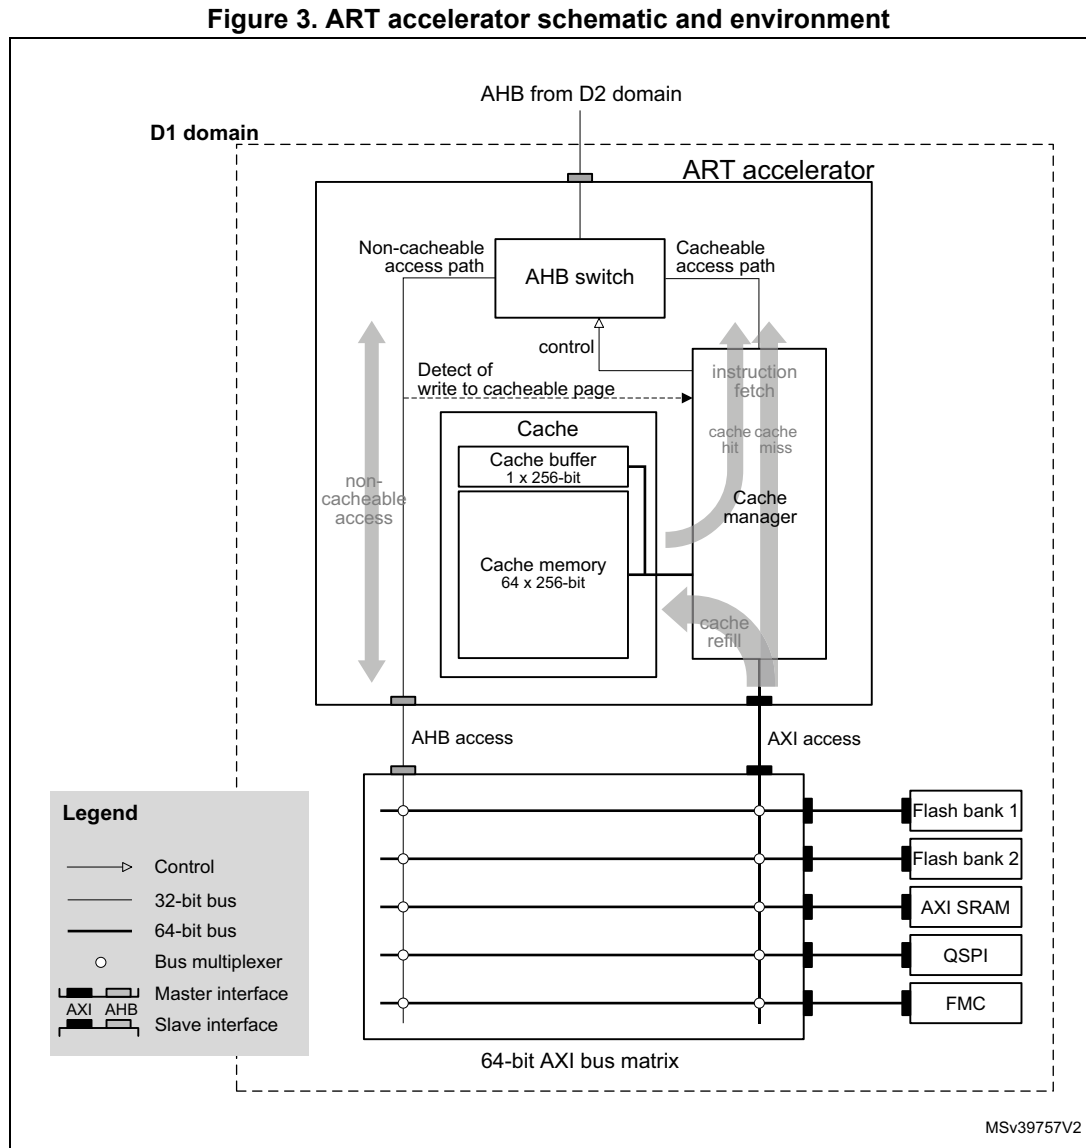 Figure 3. ART accelerator schematic and environment
AHB from D2 domain
D1 domain
ART accelerator
Non-cacheable
access path
Cacheable
access path
AHB switch
control
Detect of
write to cacheable page
instruction
fetch
Cache
cache
hit
cache
miss
Cache buffer
1 x 256-bit
non-
cacheable
access
Cache
manager
Cache memory
64 x 256-bit
cache
refill
AHB access
AXI access
Flash bank 1
Flash bank 2
AXI SRAM
QSPI
FMC
Legend
Control
32-bit bus
64-bit bus
Bus multiplexer
Master interface
AXI AHB
Slave interface
64-bit AXI bus matrix
MSv39757V2